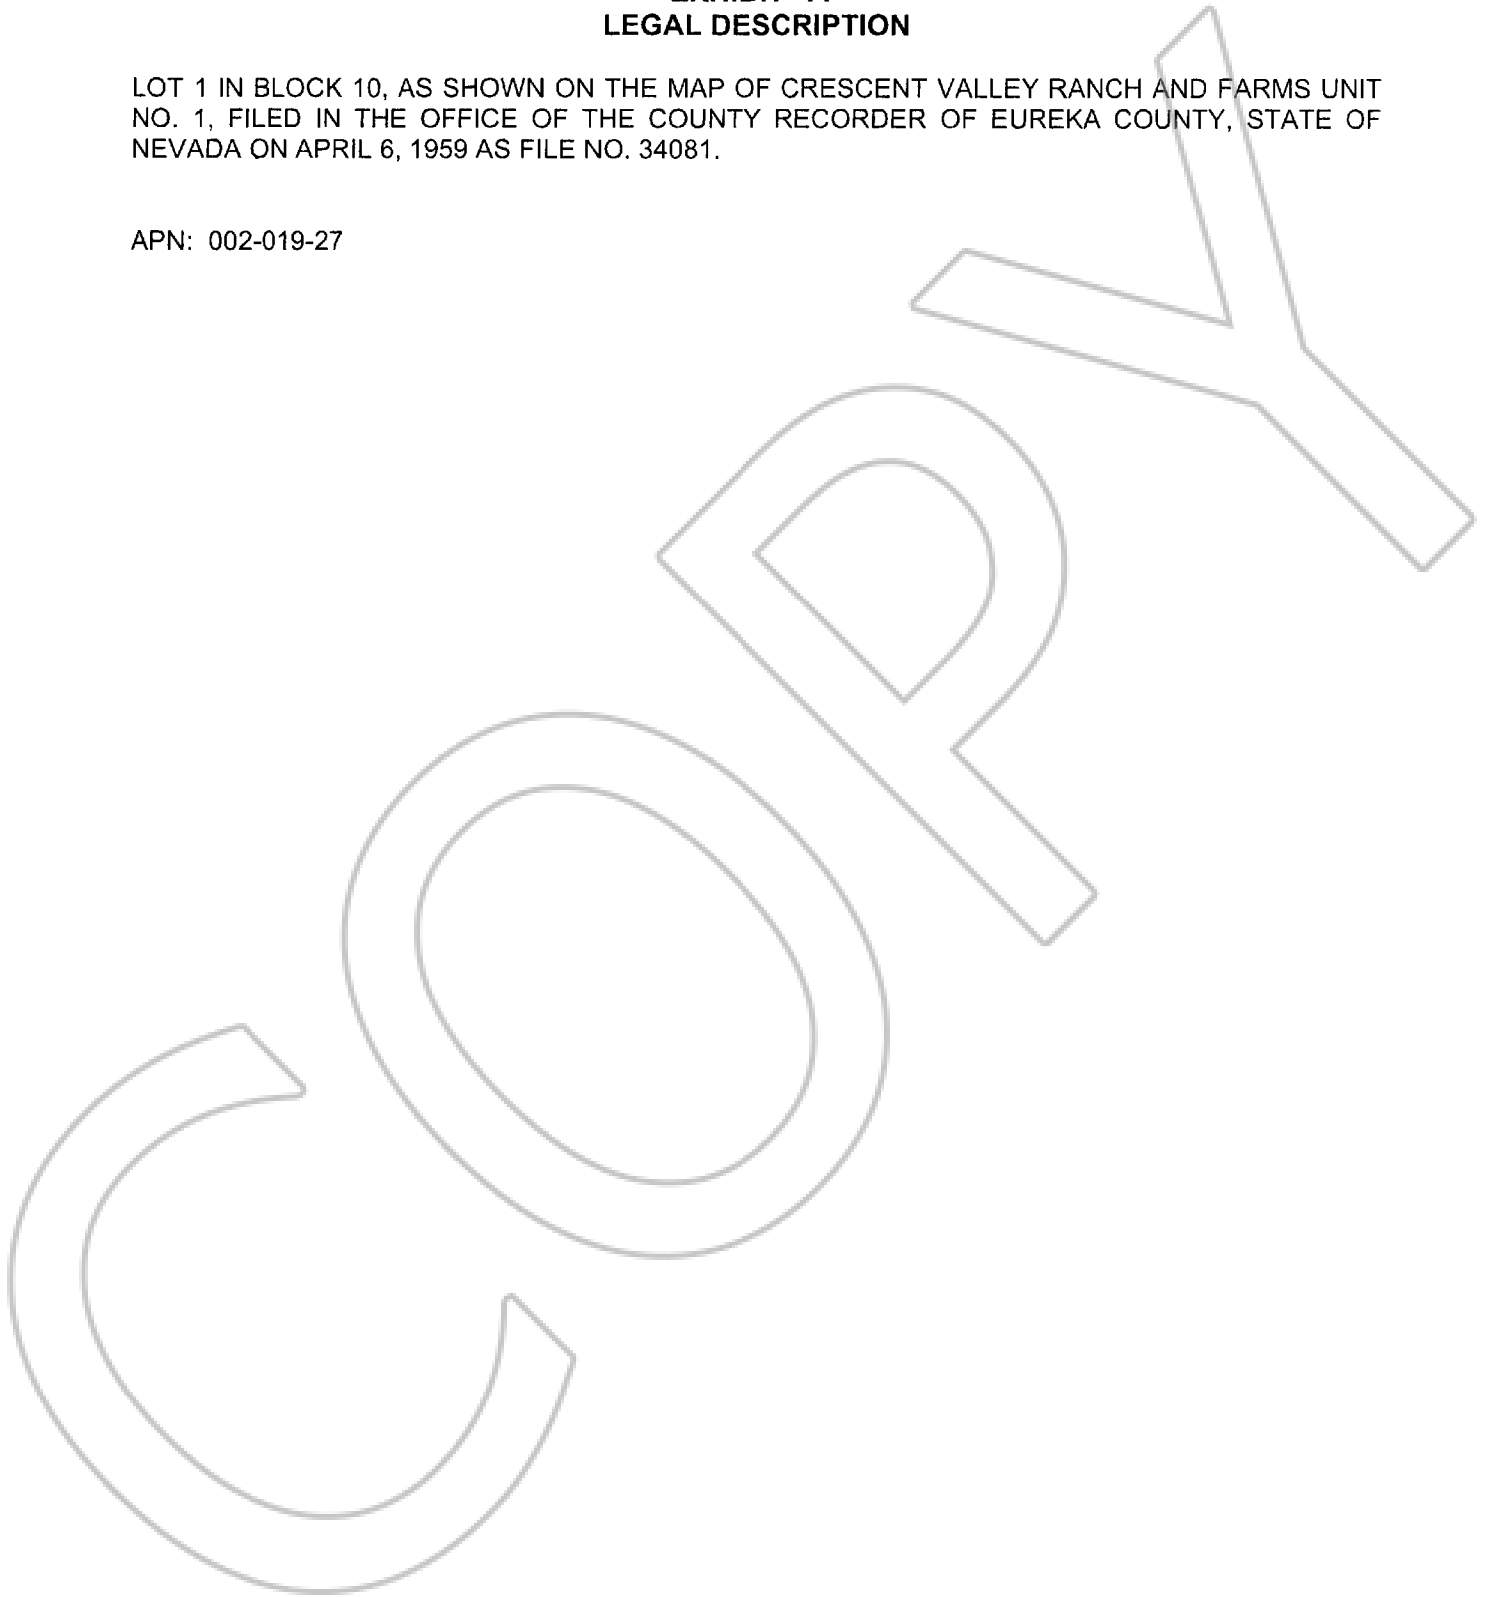 LEGAL DESCRIPTION
LOT 1 IN BLOCK 10, AS SHOWN ON THE MAP OF CRESCENT VALLEY RANCH AND FARMS UNIT
NO. 1, FILED IN THE OFFICE OF THE COUNTY RECORDER OF EUREKA COUNTY, STATE OF
NEVADA ON APRIL 6, 1959 AS FILE NO. 34081.
APN: 002-019-27
COPY